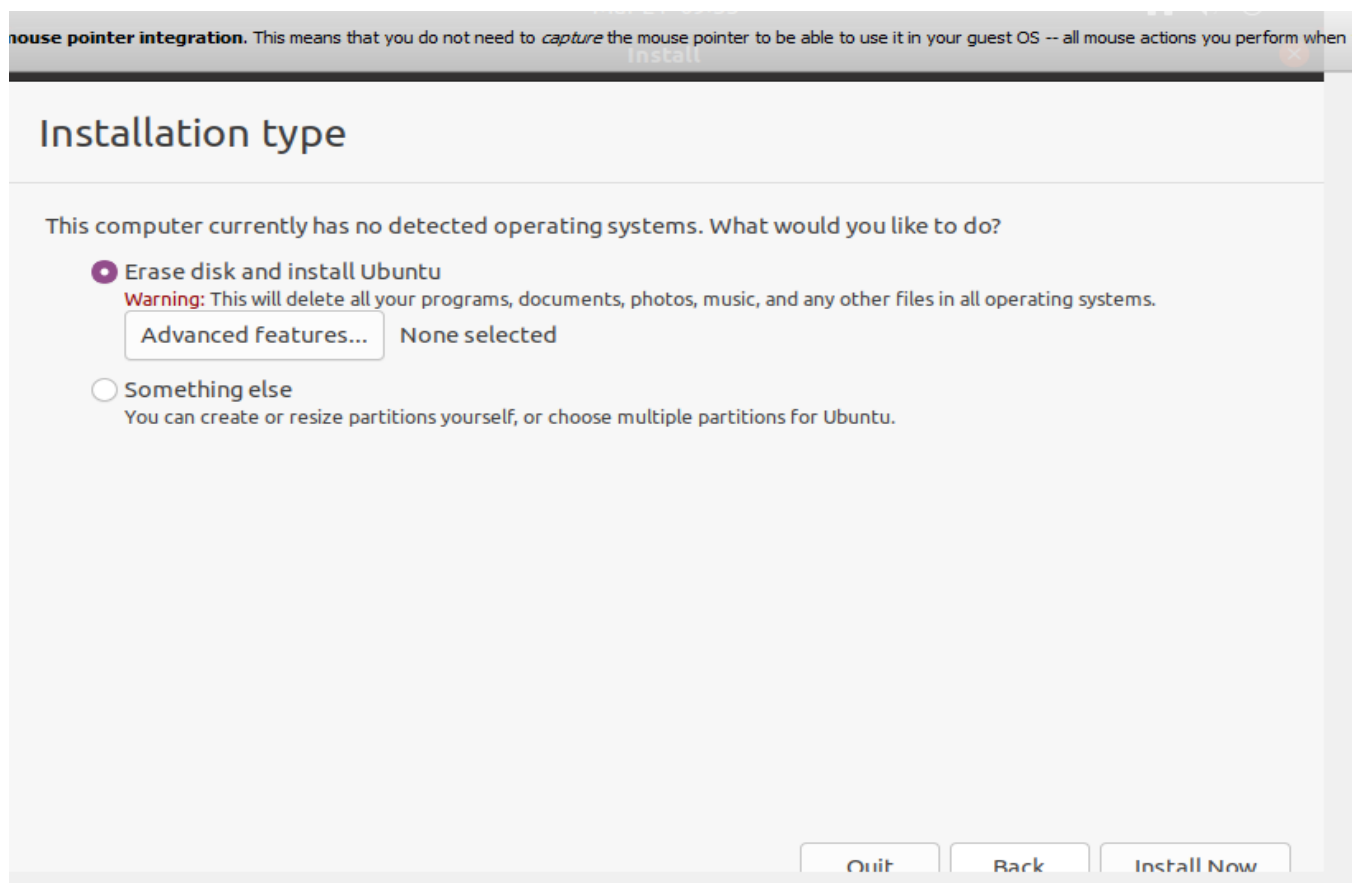 mouse pointer integration. This means that you do not need to capture the mouse pointer to be able to use it in your guest OS -- all mouse actions you perform when
Install
Installation type
This computer currently has no detected operating systems. What would you like to do?
Erase disk and install Ubuntu
Warning: This will delete all your programs, documents, photos, music, and any other files in all operating systems.
Advanced features... None selected
Something else
You can create or resize partitions yourself, or choose multiple partitions for Ubuntu.
Quit Back Install Now